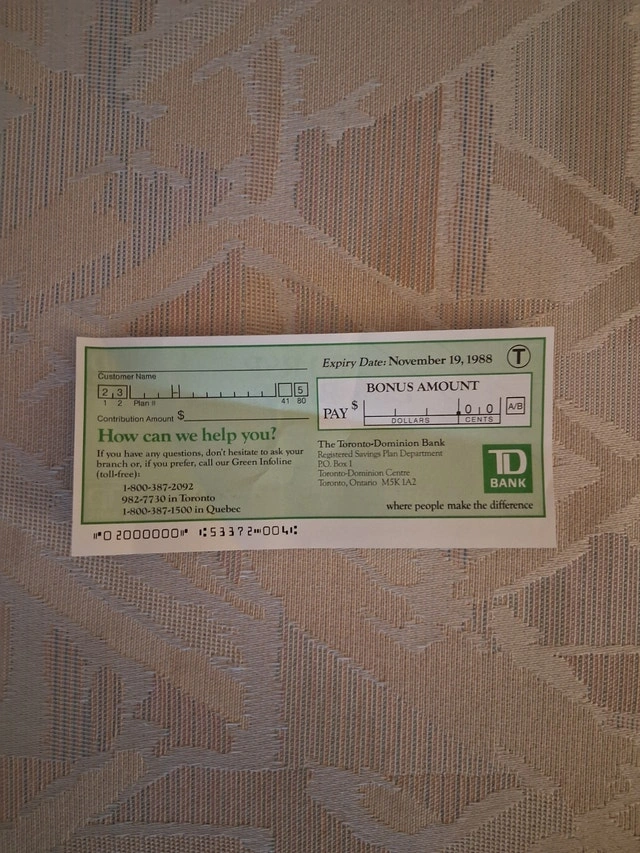 Expiry Date: November 19, 1988 T
Customer Name
2 3 5
1 2 Plan # 41 80
Contribution Amount $
BONUS AMOUNT
PAY $ 0 0 A/B
DOLLARS CENTS
How can we help you?
If you have any questions, don't hesitate to ask your
branch or, if you prefer, call our Green Infoline
(toll-free):
1-800-387-2092
982-7730 in Toronto
1-800-387-1500 in Quebec
The Toronto-Dominion Bank
Registered Savings Plan Department
P.O. Box 1
Toronto-Dominion Centre
Toronto, Ontario M5K 1A2
TD
BANK
where people make the difference
⑈02000000⑈ ⑆53372⑉004⑆